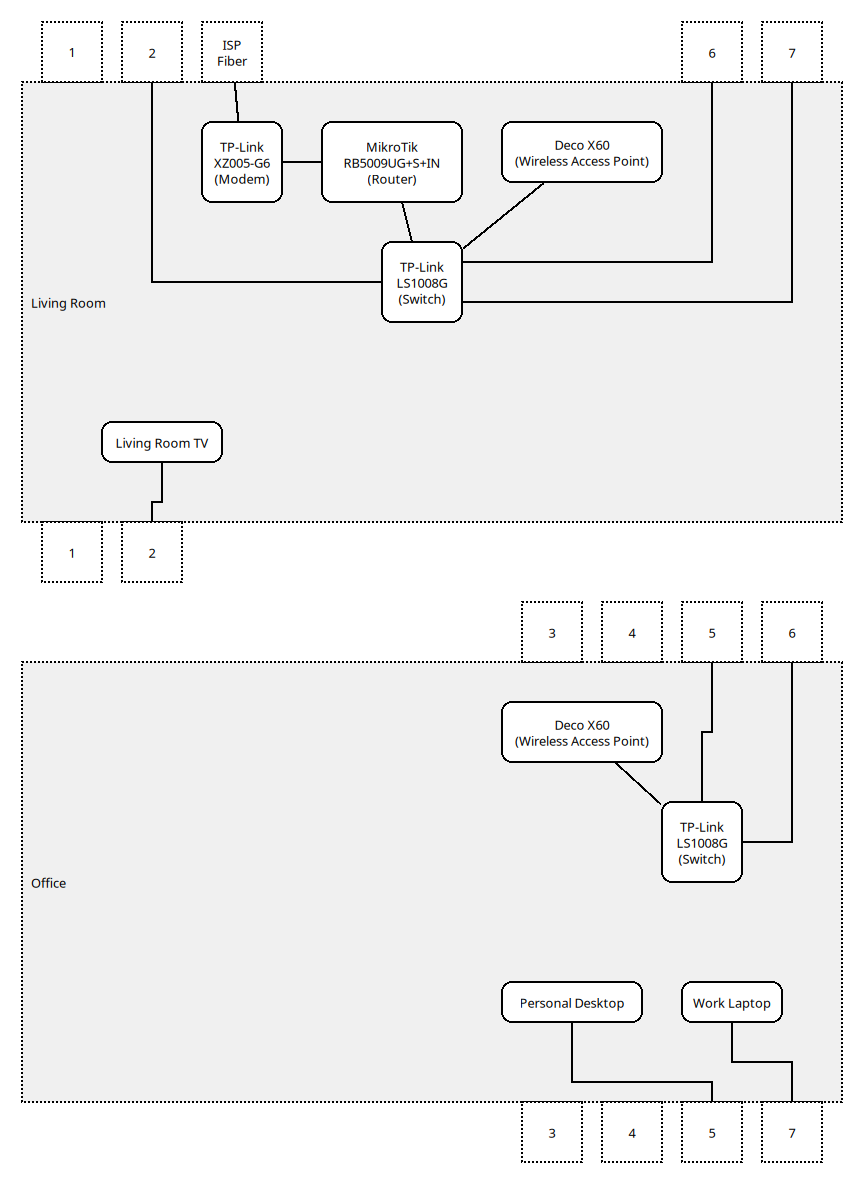 1
2
ISP
Fiber
6
7
TP-Link
XZ005-G6
(Modem)
MikroTik
RB5009UG+S+IN
(Router)
Deco X60
(Wireless Access Point)
TP-Link
LS1008G
(Switch)
Living Room
Living Room TV
1
2
3
4
5
6
Deco X60
(Wireless Access Point)
TP-Link
LS1008G
(Switch)
Office
Personal Desktop
Work Laptop
3
4
5
7